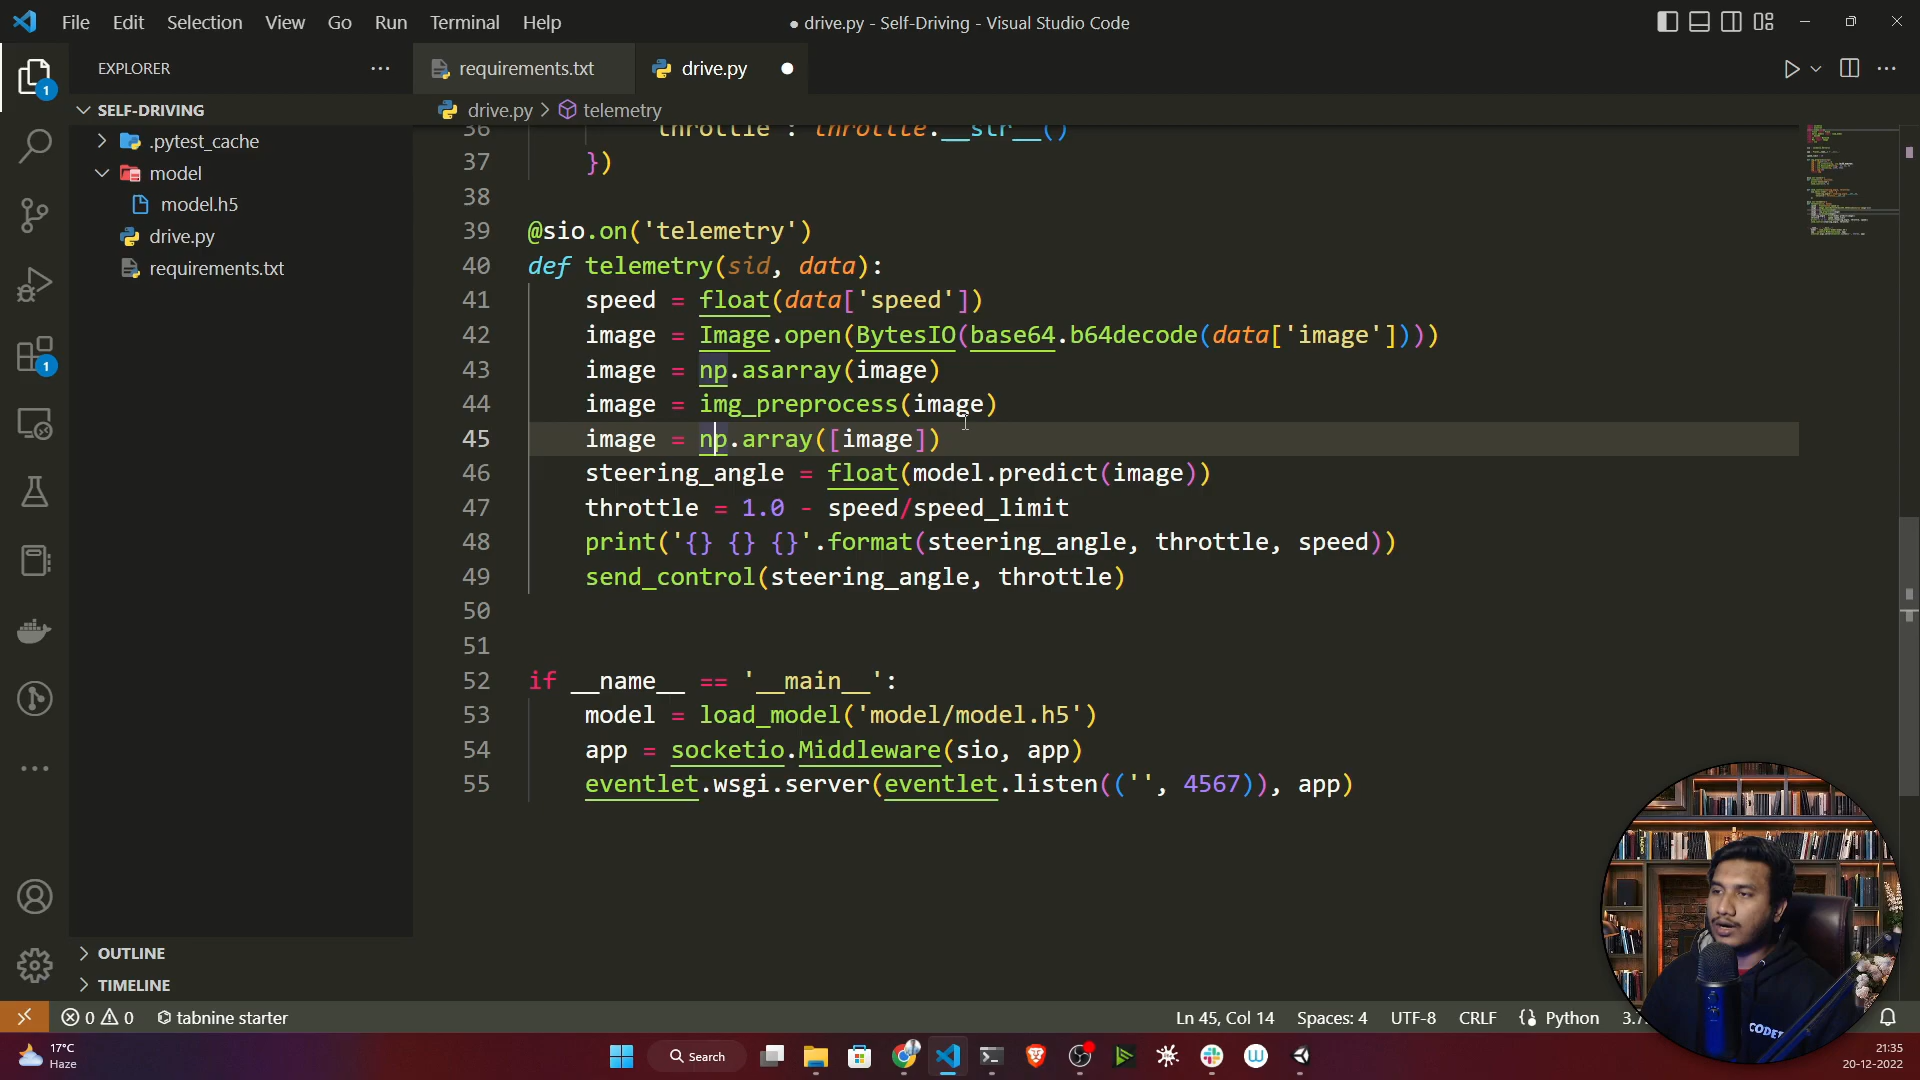 File Edit Selection View Go Run Terminal Help
● drive.py - Self-Driving - Visual Studio Code
EXPLORER
SELF-DRIVING
.pytest_cache
model
model.h5
drive.py
requirements.txt
OUTLINE
TIMELINE
requirements.txt
drive.py
drive.py > telemetry
36 'throttle': throttle.__str__()
37 })
38
39 @sio.on('telemetry')
40 def telemetry(sid, data):
41 speed = float(data['speed'])
42 image = Image.open(BytesIO(base64.b64decode(data['image'])))
43 image = np.asarray(image)
44 image = img_preprocess(image)
45 image = np.array([image])
46 steering_angle = float(model.predict(image))
47 throttle = 1.0 - speed/speed_limit
48 print('{} {} {}'.format(steering_angle, throttle, speed))
49 send_control(steering_angle, throttle)
50
51
52 if __name__ == '__main__':
53 model = load_model('model/model.h5')
54 app = socketio.Middleware(sio, app)
55 eventlet.wsgi.server(eventlet.listen(('', 4567)), app)
1
1
0 0 tabnine starter
Ln 45, Col 14 Spaces: 4 UTF-8 CRLF Python
17°C
Haze
Search
21:35
20-12-2022